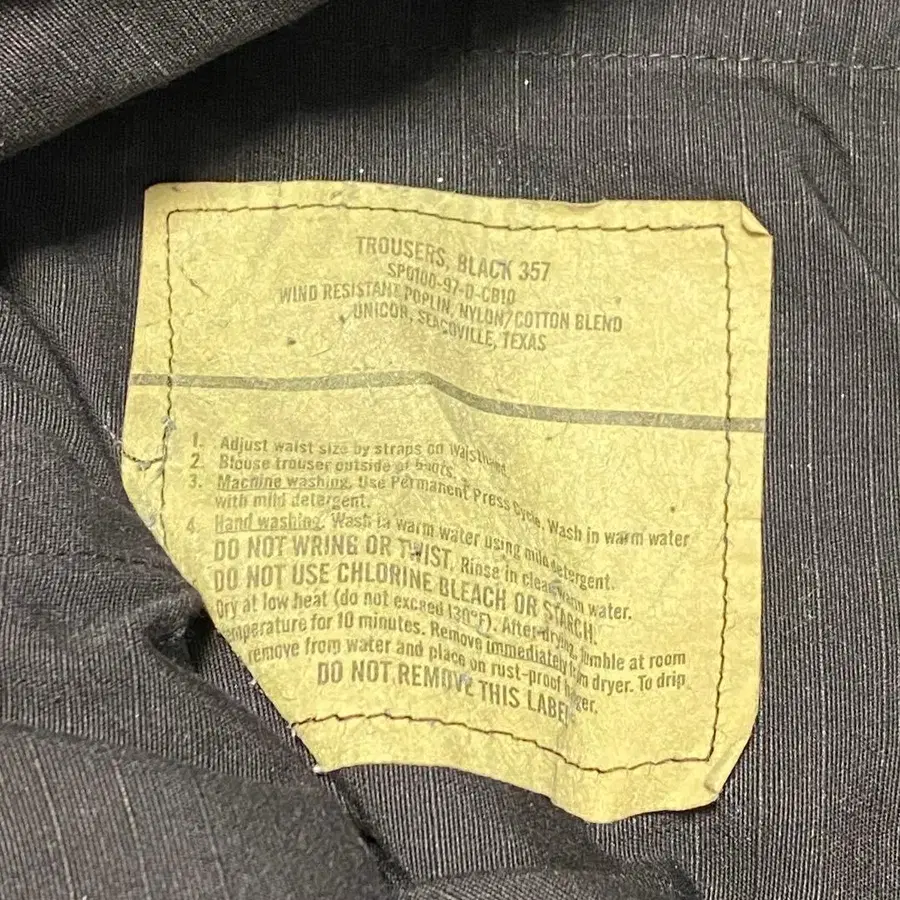 TROUSERS, BLACK 357
SP0100-97-D-CB10
WIND RESISTANT POPLIN, NYLON/COTTON BLEND
UNICOR, SEAGOVILLE, TEXAS
1. Adjust waist size by straps on Waistband.
2. Blouse trouser outside of boots.
3. Machine washing. Use Permanent Press Cycle. Wash in warm water
with mild detergent.
4. Hand washing. Wash in warm water using mild detergent.
DO NOT WRING OR TWIST. Rinse in clean warm water.
DO NOT USE CHLORINE BLEACH OR STARCH.
Dry at low heat (do not exceed 130°F). After drying, tumble at room
temperature for 10 minutes. Remove immediately from dryer. To drip
remove from water and place on rust-proof hanger.
DO NOT REMOVE THIS LABEL